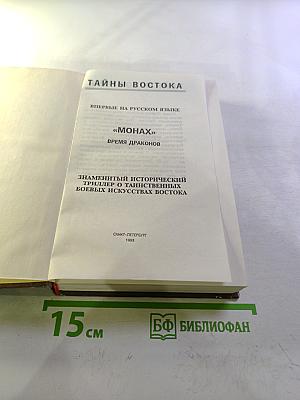 ТАЙНЫ ВОСТОКА
ВПЕРВЫЕ НА РУССКОМ ЯЗЫКЕ
«МОНАХ»
ВРЕМЯ ДРАКОНОВ
ЗНАМЕНИТЫЙ ИСТОРИЧЕСКИЙ
ТРИЛЛЕР О ТАИНСТВЕННЫХ
БОЕВЫХ ИСКУССТВАХ ВОСТОКА
САНКТ-ПЕТЕРБУРГ
1993
15 см
БФ БИБЛИОФАН